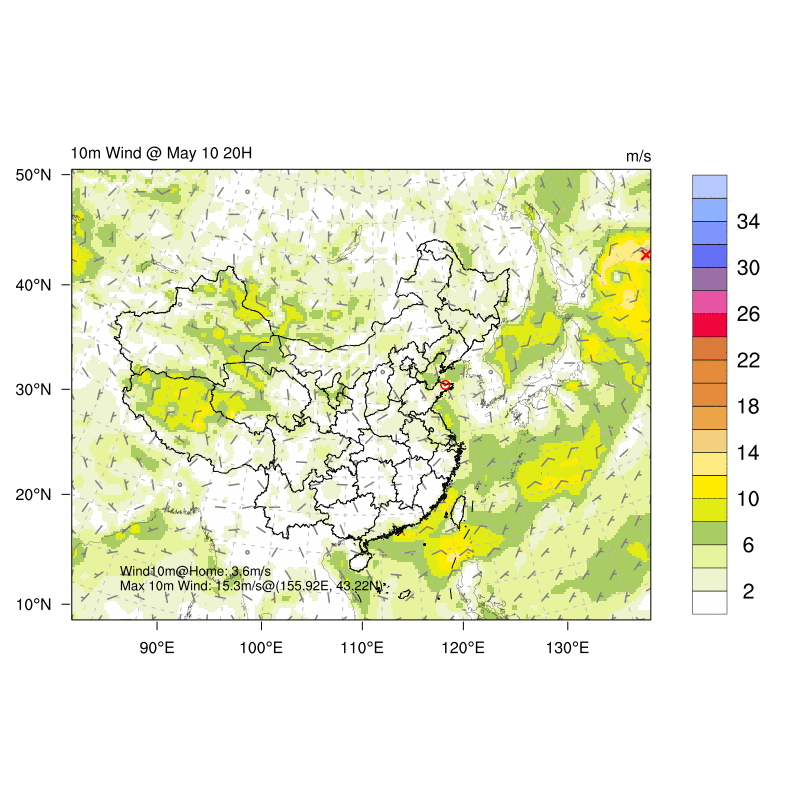 10m Wind @ May 10 20H
m/s
50°N
40°N
30°N
20°N
10°N
34
30
26
22
18
14
10
6
2
Wind10m@Home: 3.6m/s
Max 10m Wind: 15.3m/s@(155.92E, 43.22N)
90°E
100°E
110°E
120°E
130°E